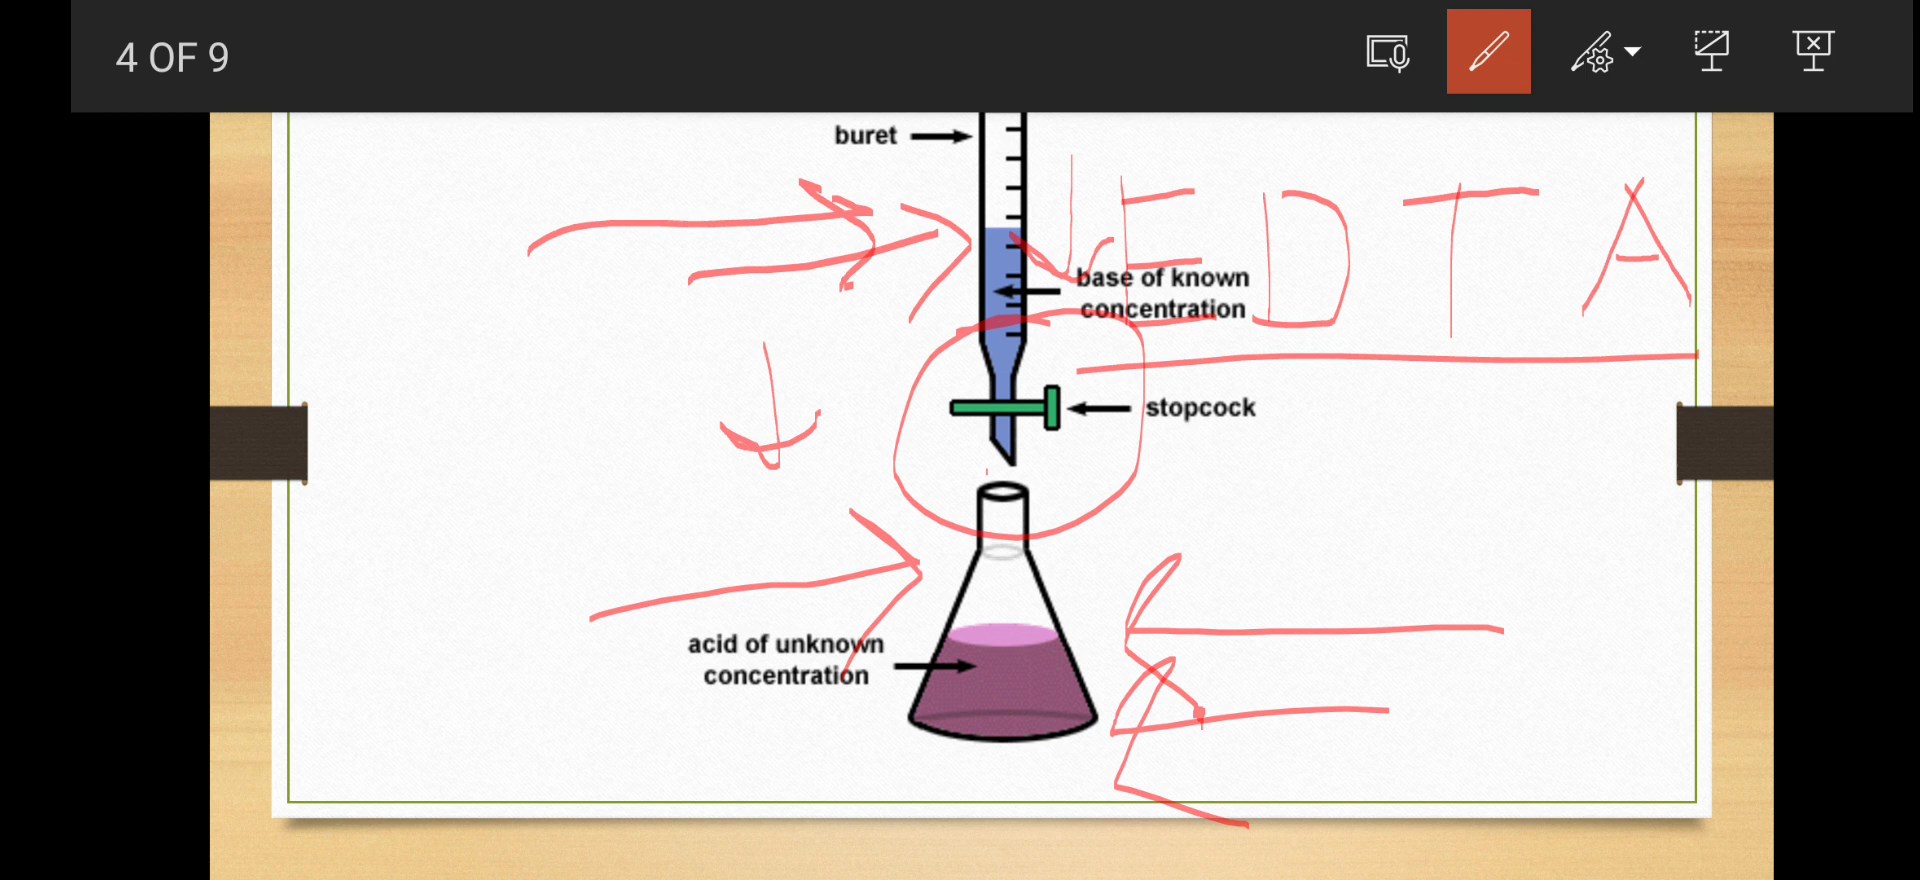 4 OF 9
buret
EDTA
base of known
concentration
stopcock
acid of unknown
concentration